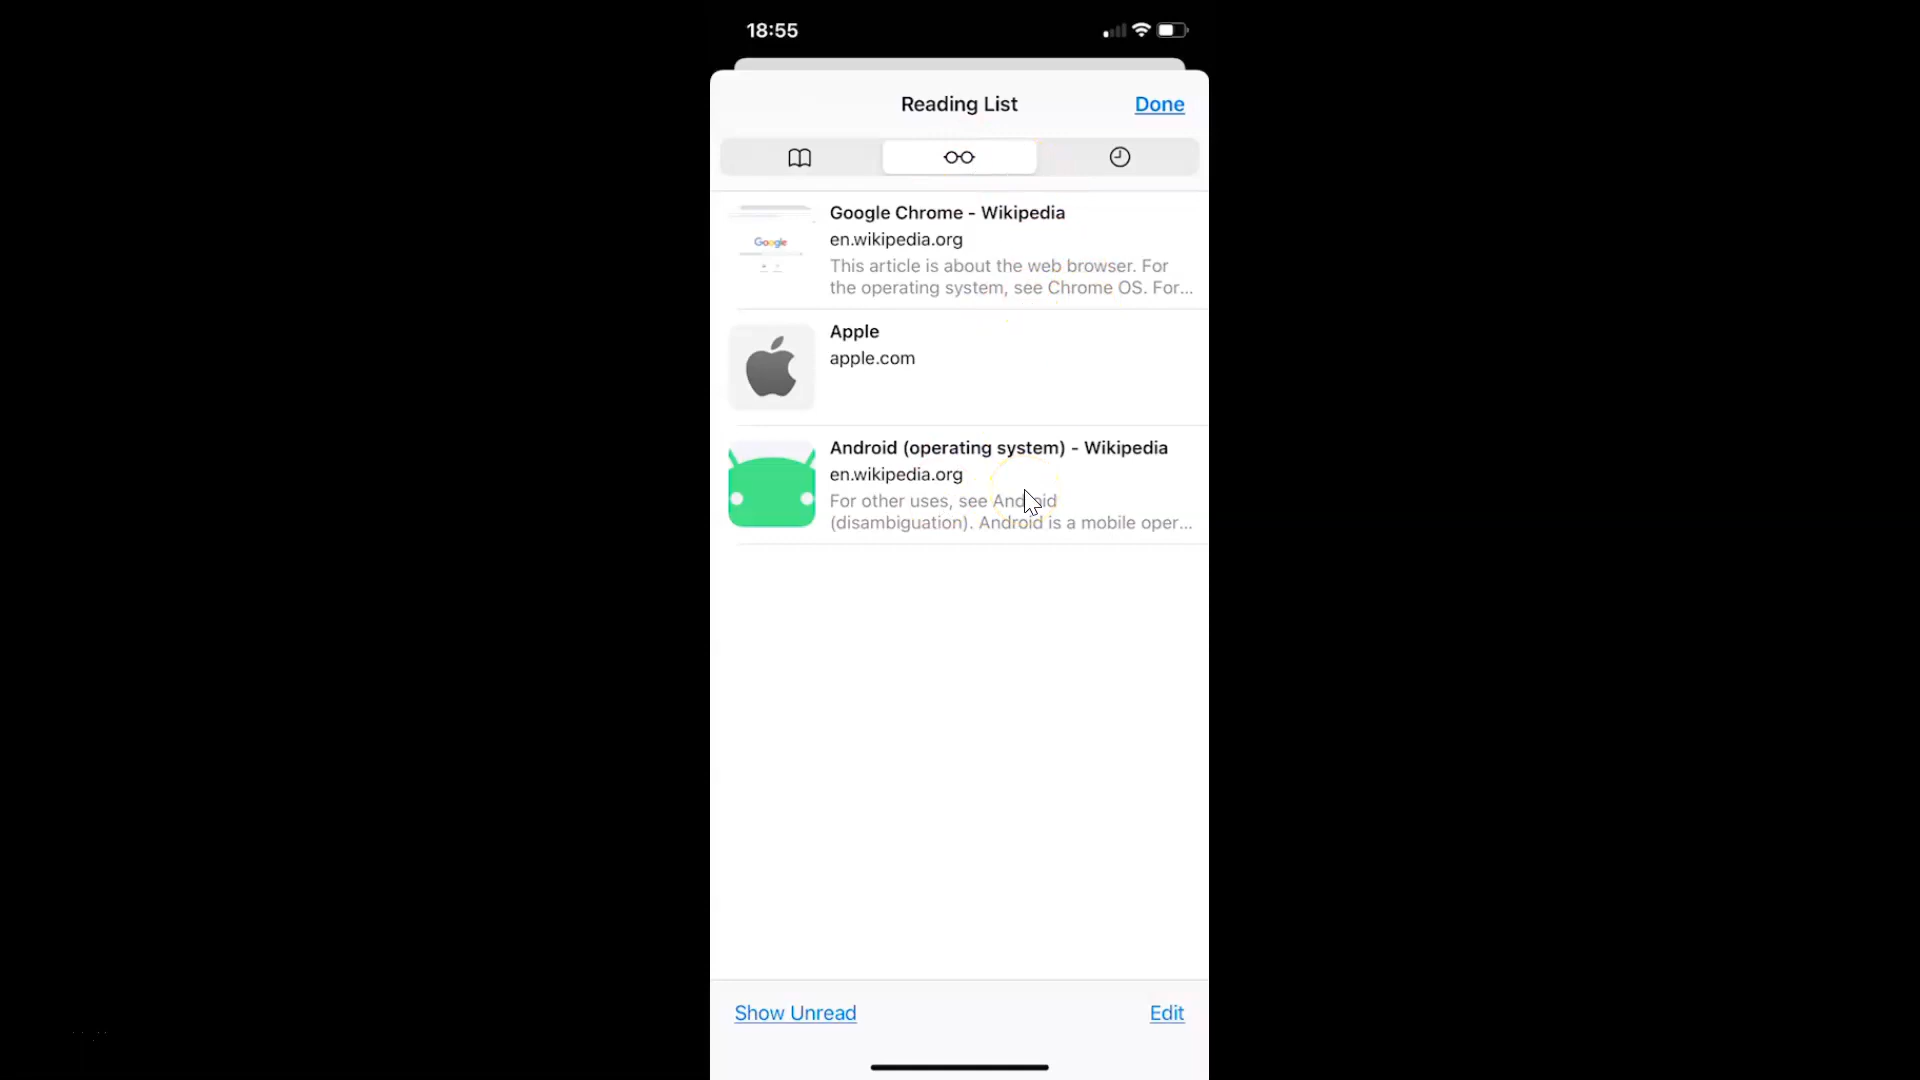 18:55
Reading List
Done
Google Chrome - Wikipedia
en.wikipedia.org
This article is about the web browser. For
the operating system, see Chrome OS. For...
Google
Apple
apple.com
Android (operating system) - Wikipedia
en.wikipedia.org
For other uses, see Android
(disambiguation). Android is a mobile oper...
Show Unread
Edit